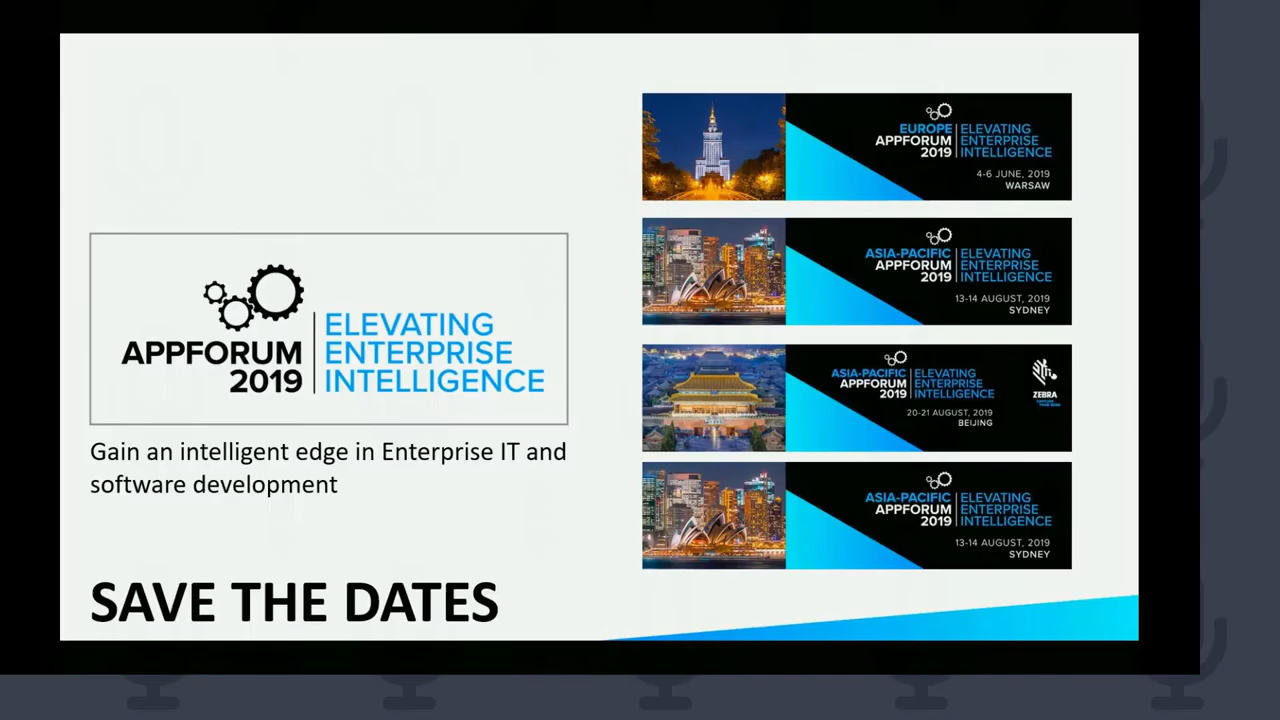 APPFORUM
2019
ELEVATING
ENTERPRISE
INTELLIGENCE
Gain an intelligent edge in Enterprise IT and
software development
SAVE THE DATES
EUROPE
APPFORUM
2019
ELEVATING
ENTERPRISE
INTELLIGENCE
4-6 JUNE, 2019
WARSAW
ASIA-PACIFIC
APPFORUM
2019
ELEVATING
ENTERPRISE
INTELLIGENCE
13-14 AUGUST, 2019
SYDNEY
ASIA-PACIFIC
APPFORUM
2019
ELEVATING
ENTERPRISE
INTELLIGENCE
20-21 AUGUST, 2019
BEIJING
ZEBRA
ASIA-PACIFIC
APPFORUM
2019
ELEVATING
ENTERPRISE
INTELLIGENCE
13-14 AUGUST, 2019
SYDNEY